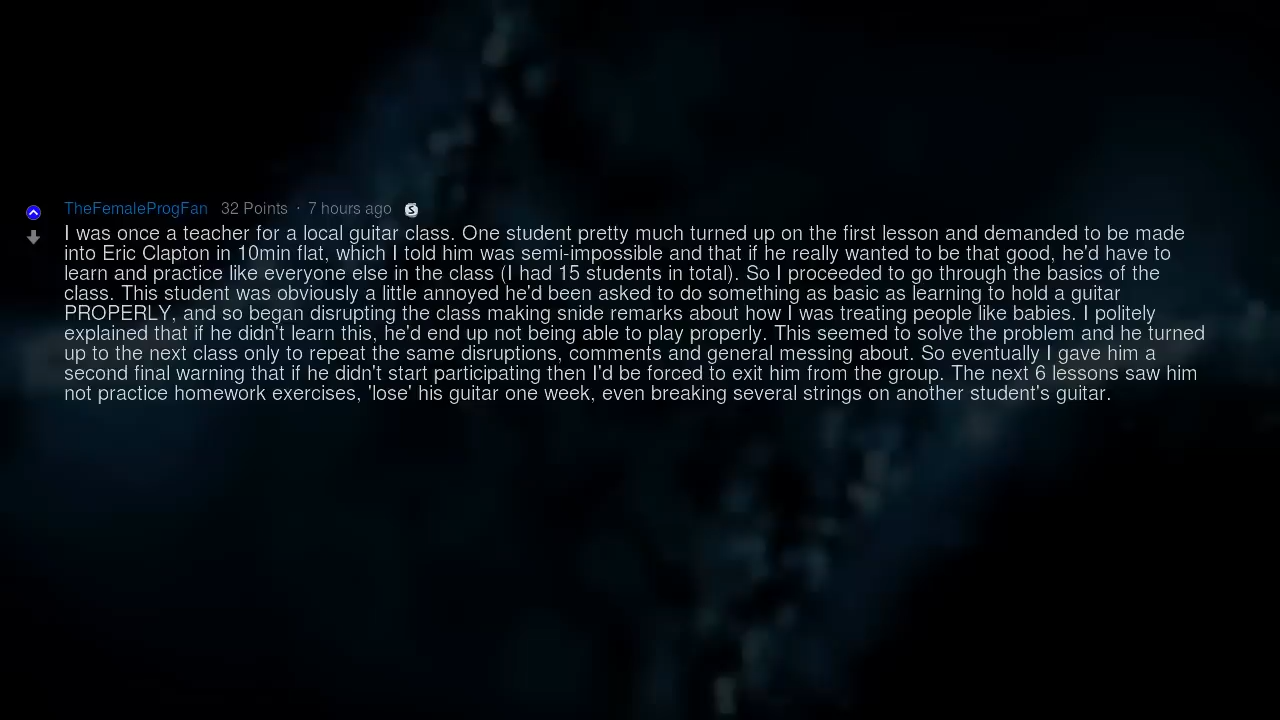 TheFemaleProgFan 32 Points · 7 hours ago
I was once a teacher for a local guitar class. One student pretty much turned up on the first lesson and demanded to be made
into Eric Clapton in 10min flat, which I told him was semi-impossible and that if he really wanted to be that good, he'd have to
learn and practice like everyone else in the class (I had 15 students in total). So I proceeded to go through the basics of the
class. This student was obviously a little annoyed he'd been asked to do something as basic as learning to hold a guitar
PROPERLY, and so began disrupting the class making snide remarks about how I was treating people like babies. I politely
explained that if he didn't learn this, he'd end up not being able to play properly. This seemed to solve the problem and he turned
up to the next class only to repeat the same disruptions, comments and general messing about. So eventually I gave him a
second final warning that if he didn't start participating then I'd be forced to exit him from the group. The next 6 lessons saw him
not practice homework exercises, 'lose' his guitar one week, even breaking several strings on another student's guitar.